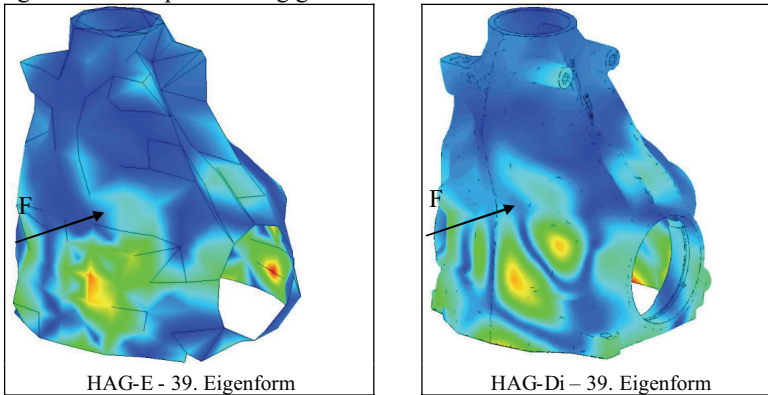 F
F
HAG-E - 39. Eigenform
HAG-Di – 39. Eigenform